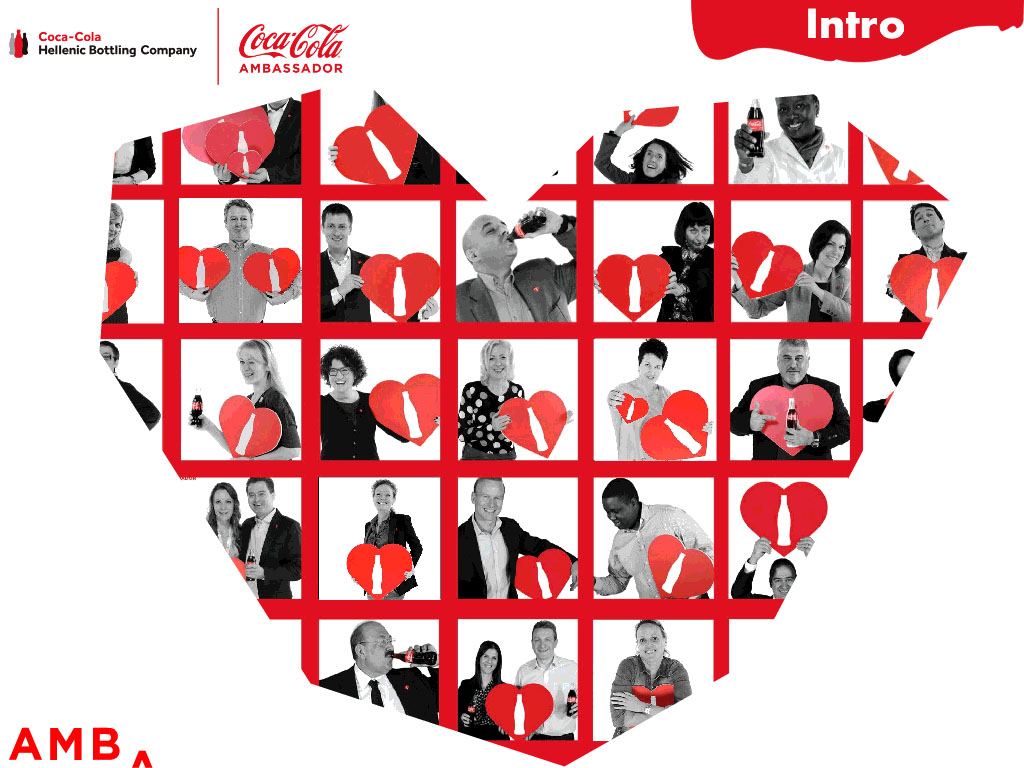 Coca-Cola
Hellenic Bottling Company
Coca-Cola
AMBASSADOR
Intro
AMB
A